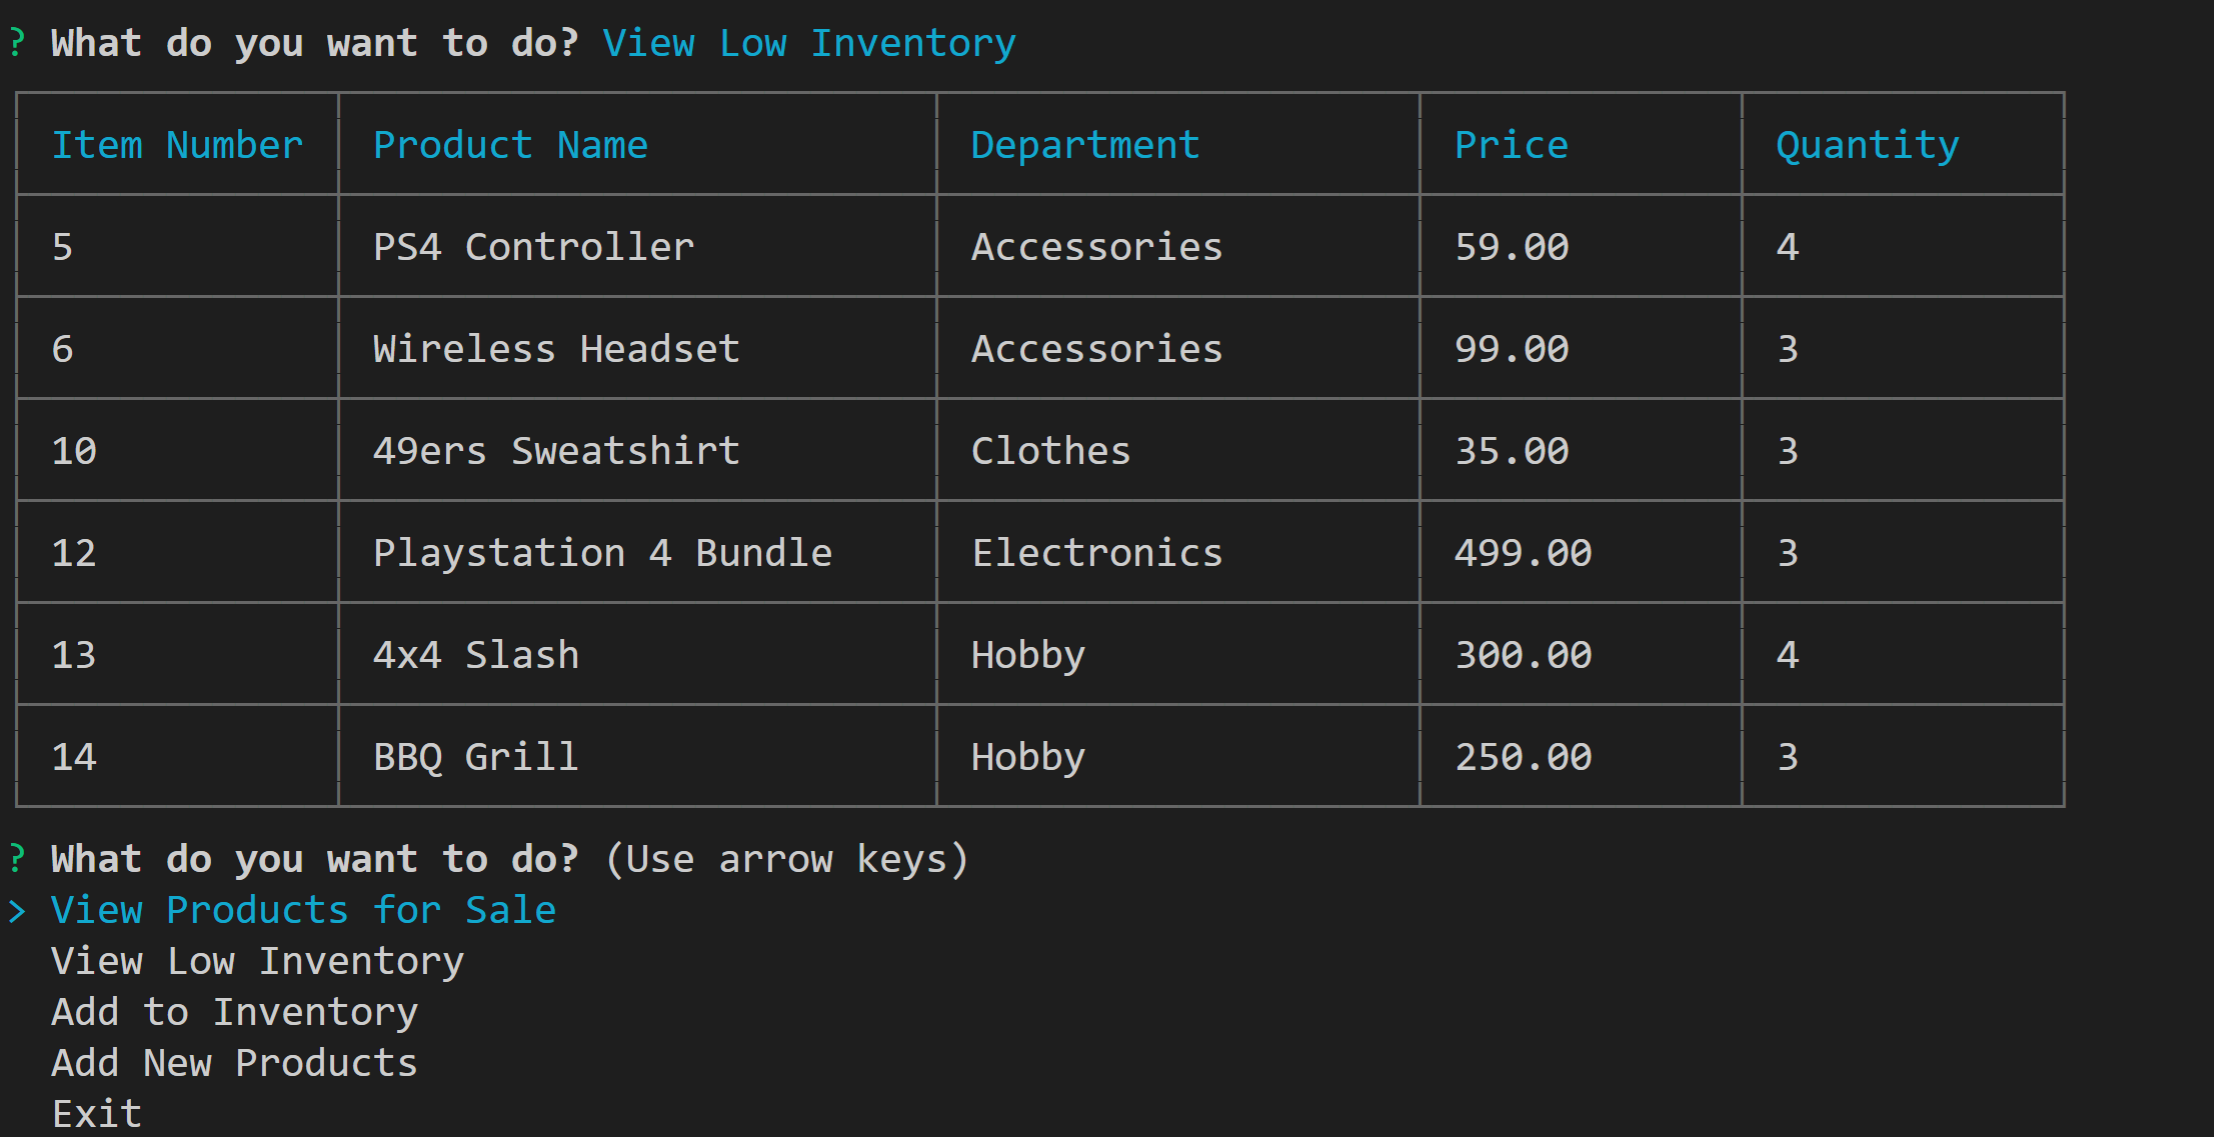 ? What do you want to do? View Low Inventory
Item Number Product Name Department Price Quantity
5 PS4 Controller Accessories 59.00 4
6 Wireless Headset Accessories 99.00 3
10 49ers Sweatshirt Clothes 35.00 3
12 Playstation 4 Bundle Electronics 499.00 3
13 4x4 Slash Hobby 300.00 4
14 BBQ Grill Hobby 250.00 3
? What do you want to do? (Use arrow keys)
> View Products for Sale
View Low Inventory
Add to Inventory
Add New Products
Exit